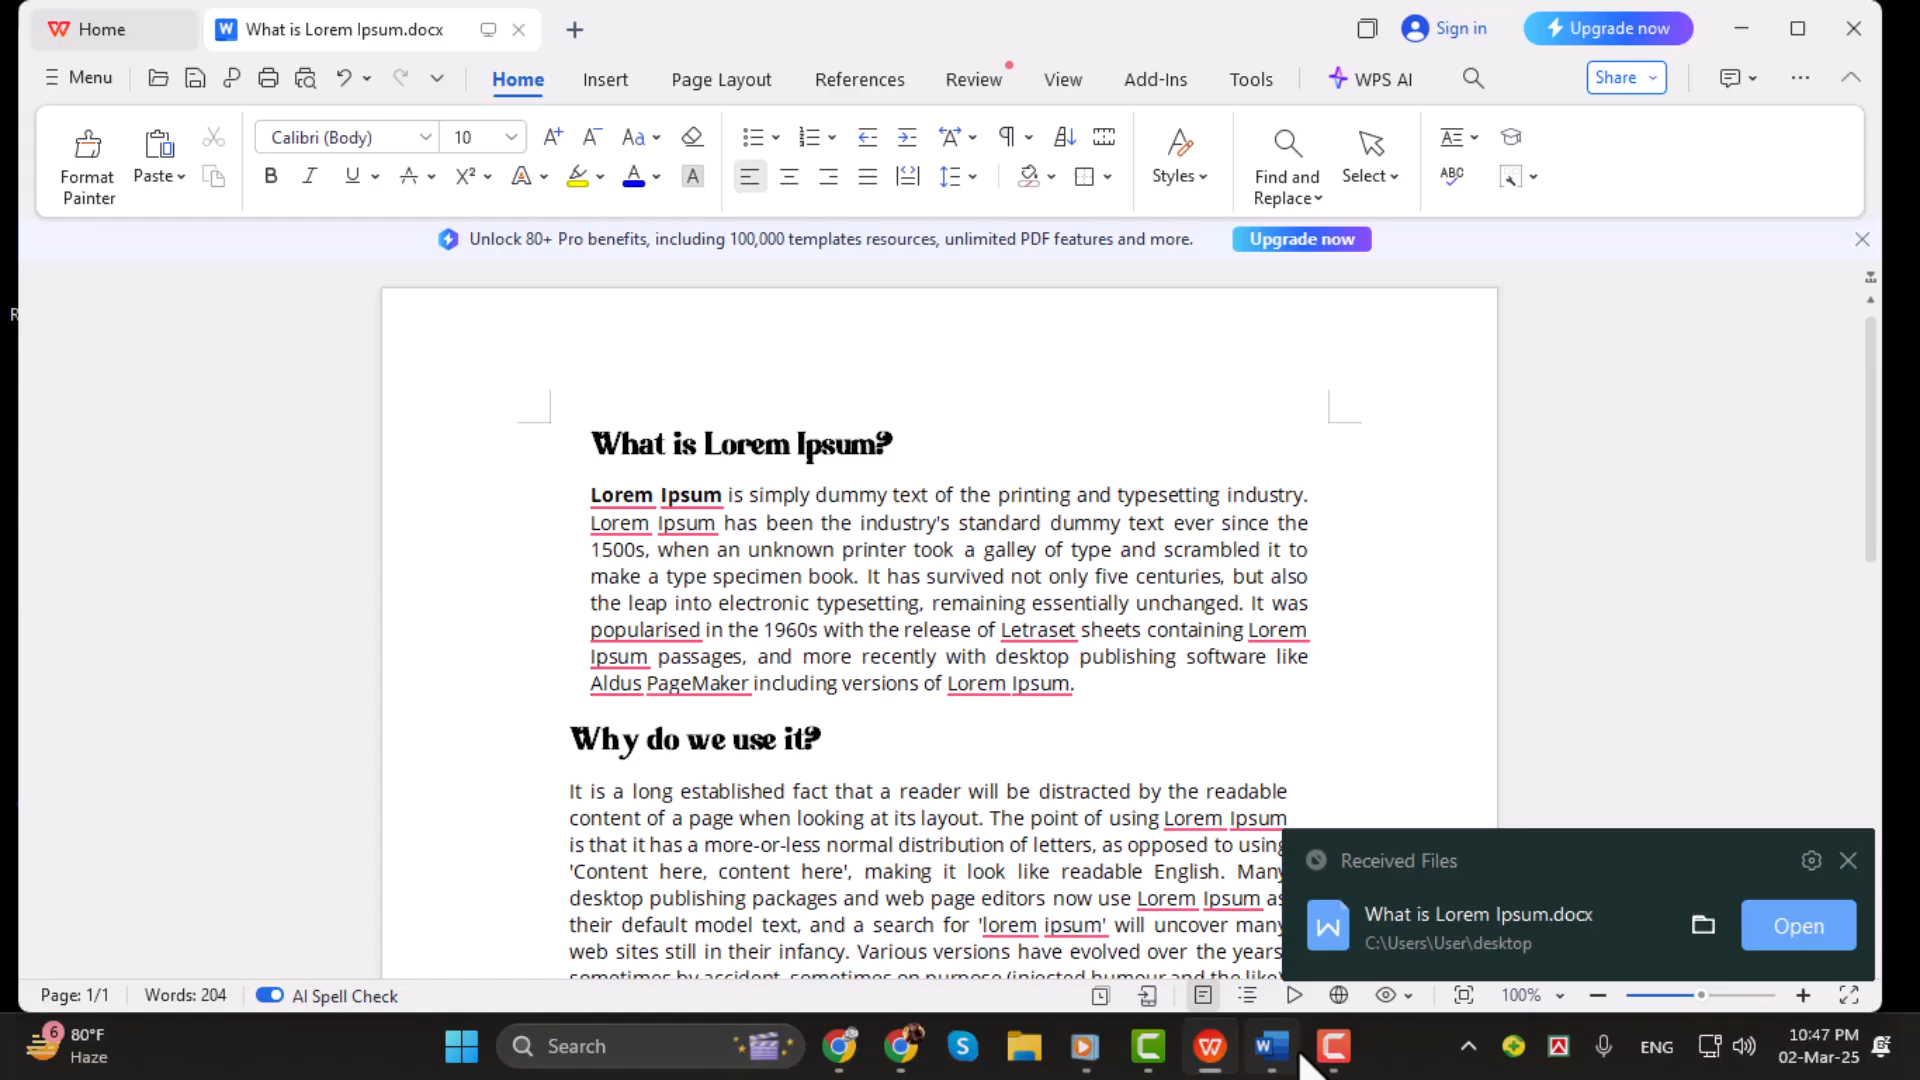 Home
What is Lorem Ipsum.docx
Sign in
Upgrade now
Menu
Home
Insert
Page Layout
References
Review
View
Add-Ins
Tools
WPS AI
Share
Format
Painter
Paste
Calibri (Body)
10
Styles
Find and
Replace
Select
Unlock 80+ Pro benefits, including 100,000 templates resources, unlimited PDF features and more.
Upgrade now
R
What is Lorem Ipsum?
Lorem Ipsum is simply dummy text of the printing and typesetting industry.
Lorem Ipsum has been the industry's standard dummy text ever since the
1500s, when an unknown printer took a galley of type and scrambled it to
make a type specimen book. It has survived not only five centuries, but also
the leap into electronic typesetting, remaining essentially unchanged. It was
popularised in the 1960s with the release of Letraset sheets containing Lorem
Ipsum passages, and more recently with desktop publishing software like
Aldus PageMaker including versions of Lorem Ipsum.
Why do we use it?
It is a long established fact that a reader will be distracted by the readable
content of a page when looking at its layout. The point of using Lorem Ipsum
is that it has a more-or-less normal distribution of letters, as opposed to using
'Content here, content here', making it look like readable English. Many
desktop publishing packages and web page editors now use Lorem Ipsum as
their default model text, and a search for 'lorem ipsum' will uncover many
web sites still in their infancy. Various versions have evolved over the years
sometimes by accident, sometimes on purpose (injected humour and the like)
Received Files
What is Lorem Ipsum.docx
C:\Users\User\desktop
Open
Page: 1/1
Words: 204
AI Spell Check
100%
6
80°F
Haze
Search
ENG
10:47 PM
02-Mar-25